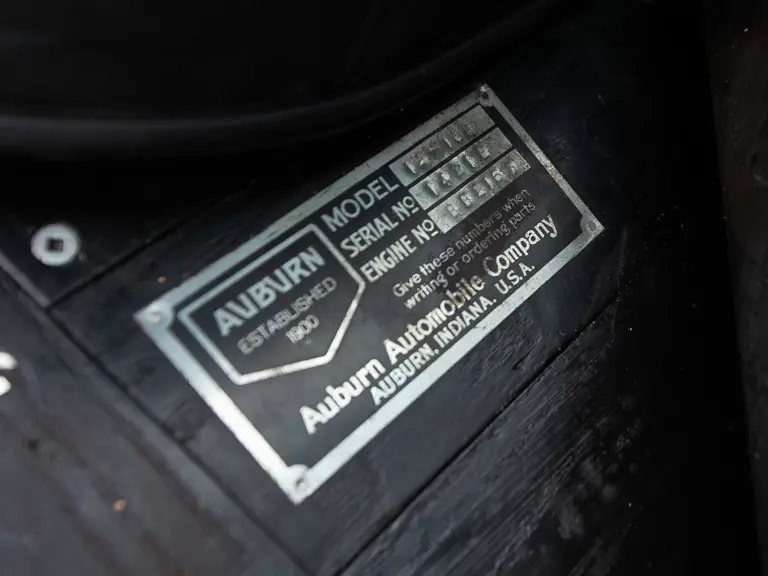 AUBURN
ESTABLISHED
1900
MODEL
SERIAL NO
ENGINE NO
Give these numbers when
writing or ordering parts
Auburn Automobile Company
AUBURN, INDIANA. U.S.A.